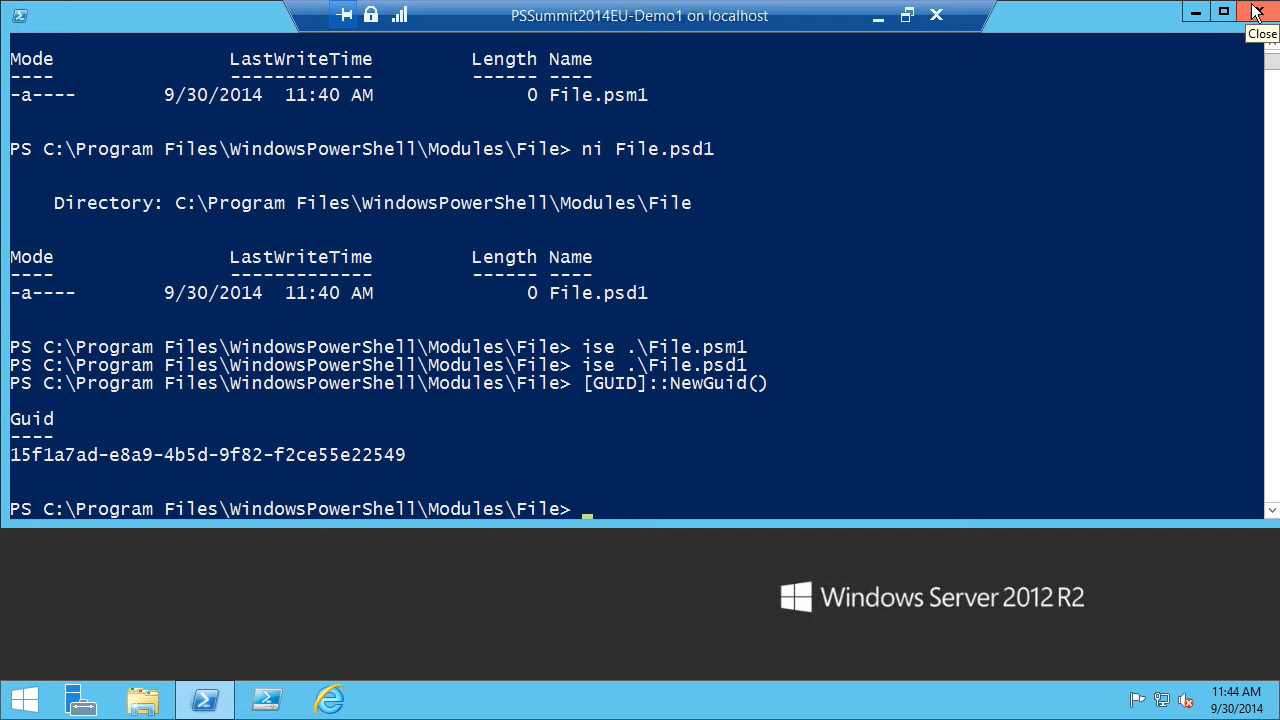 PSSummit2014EU-Demo1 on localhost
Close
Mode LastWriteTime Length Name
---- ------------- ------ ----
-a---- 9/30/2014 11:40 AM 0 File.psm1
PS C:\Program Files\WindowsPowerShell\Modules\File> ni File.psd1
Directory: C:\Program Files\WindowsPowerShell\Modules\File
Mode LastWriteTime Length Name
---- ------------- ------ ----
-a---- 9/30/2014 11:40 AM 0 File.psd1
PS C:\Program Files\WindowsPowerShell\Modules\File> ise .\File.psm1
PS C:\Program Files\WindowsPowerShell\Modules\File> ise .\File.psd1
PS C:\Program Files\WindowsPowerShell\Modules\File> [GUID]::NewGuid()
Guid
----
15f1a7ad-e8a9-4b5d-9f82-f2ce55e22549
PS C:\Program Files\WindowsPowerShell\Modules\File>
Windows Server 2012 R2
11:44 AM
9/30/2014